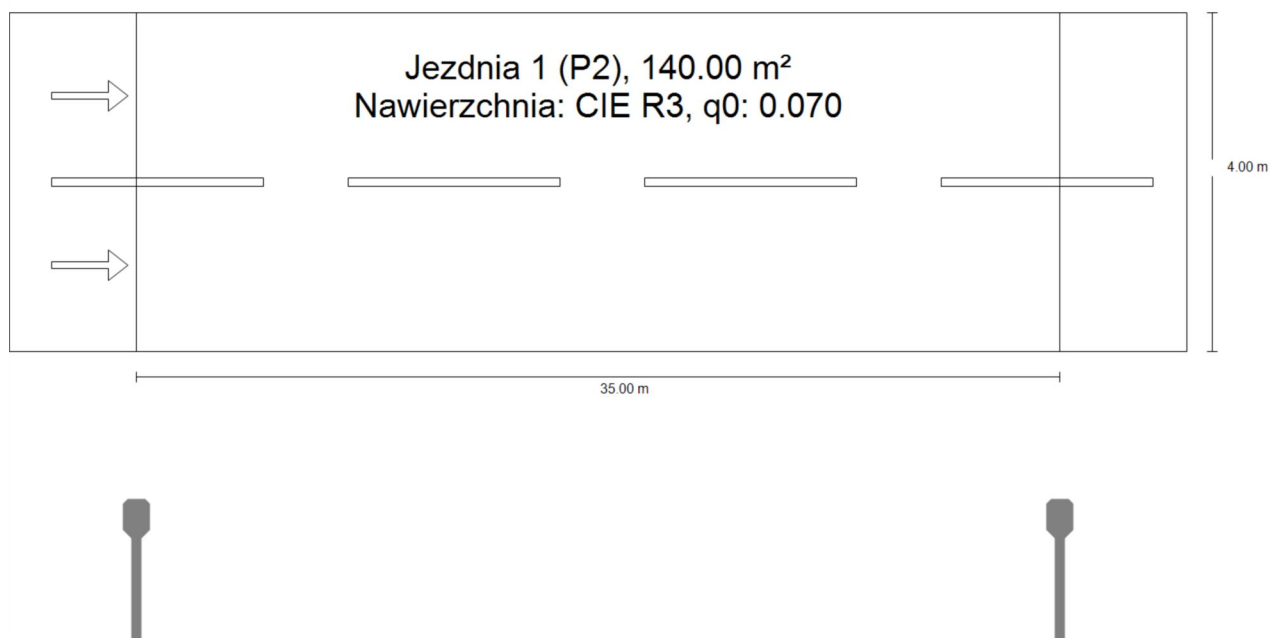 Jezdnia 1 (P2), 140.00 m²
Nawierzchnia: CIE R3, q0: 0.070
4.00 m
35.00 m